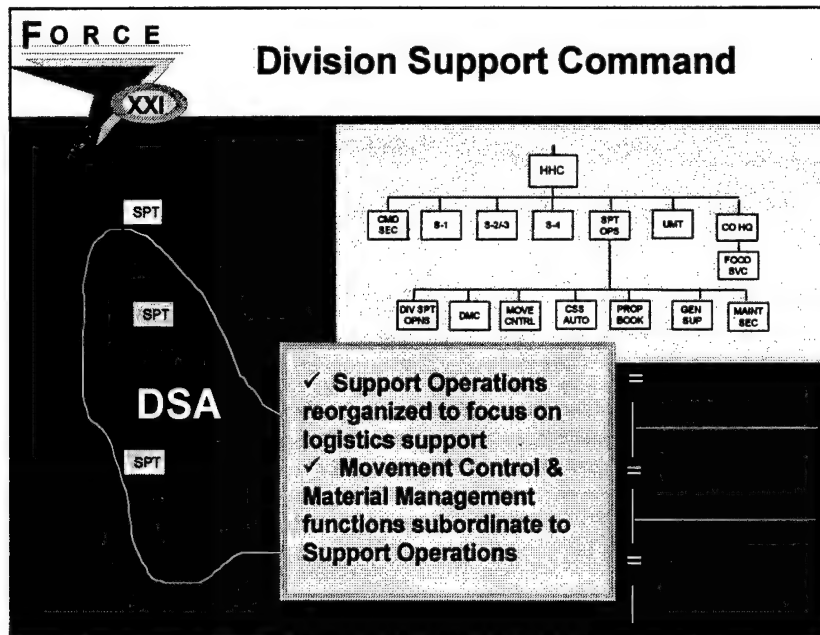 FORCE
XXI
Division Support Command
HHC
CMD
SEC
S-1
S-2/-3
S-4
SPT
OPS
UMT
CO HQ
FOOD
SVC
DIV SPT
OPNS
DMC
MOVE
CNTRL
CSS
AUTO
PROP
BOOK
GEN
SUP
MAINT
SEC
SPT
SPT
DSA
SPT
✓ Support Operations
reorganized to focus on
logistics support
✓ Movement Control &
Material Management
functions subordinate to
Support Operations